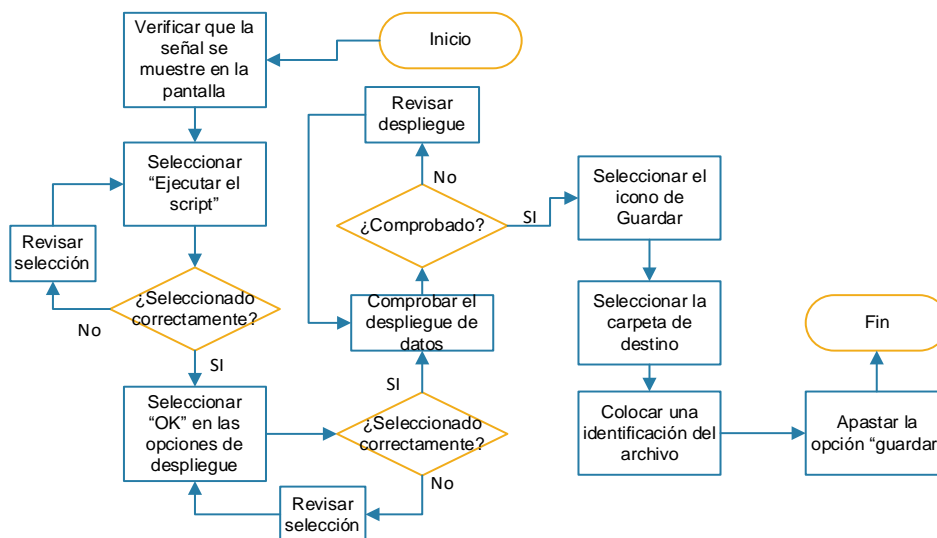 Inicio
Verificar que la
señal se
muestre en la
pantalla
Seleccionar
“Ejecutar el
script”
Revisar
selección
¿Seleccionado
correctamente?
No
SI
Seleccionar
“OK” en las
opciones de
despliegue
¿Seleccionado
correctamente?
No
Revisar
selección
SI
Comprobar el
despliegue de
datos
¿Comprobado?
No
Revisar
despliegue
SI
Seleccionar el
icono de
Guardar
Seleccionar la
carpeta de
destino
Colocar una
identificación del
archivo
Apastar la
opción “guardar
Fin